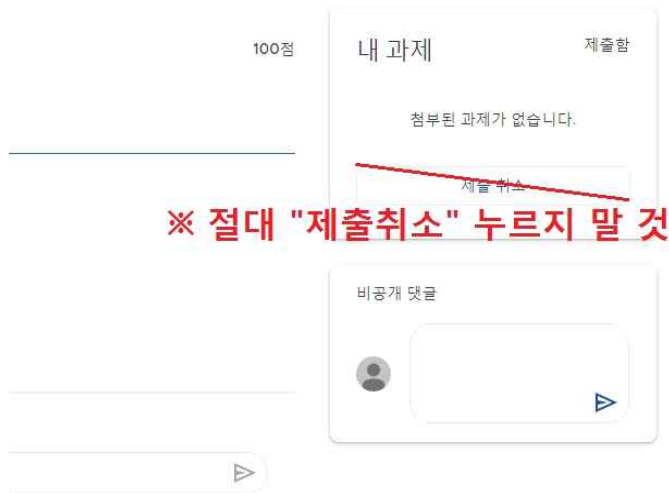 100점
내 과제 제출함
첨부된 과제가 없습니다.
제출 취소
※ 절대 "제출취소" 누르지 말 것
비공개 댓글